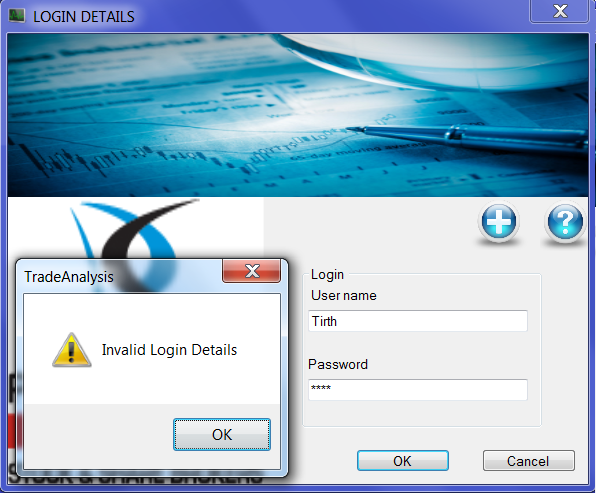 LOGIN DETAILS
TradeAnalysis
Invalid Login Details
OK
Login
User name
Tirth
Password
****
OK
Cancel